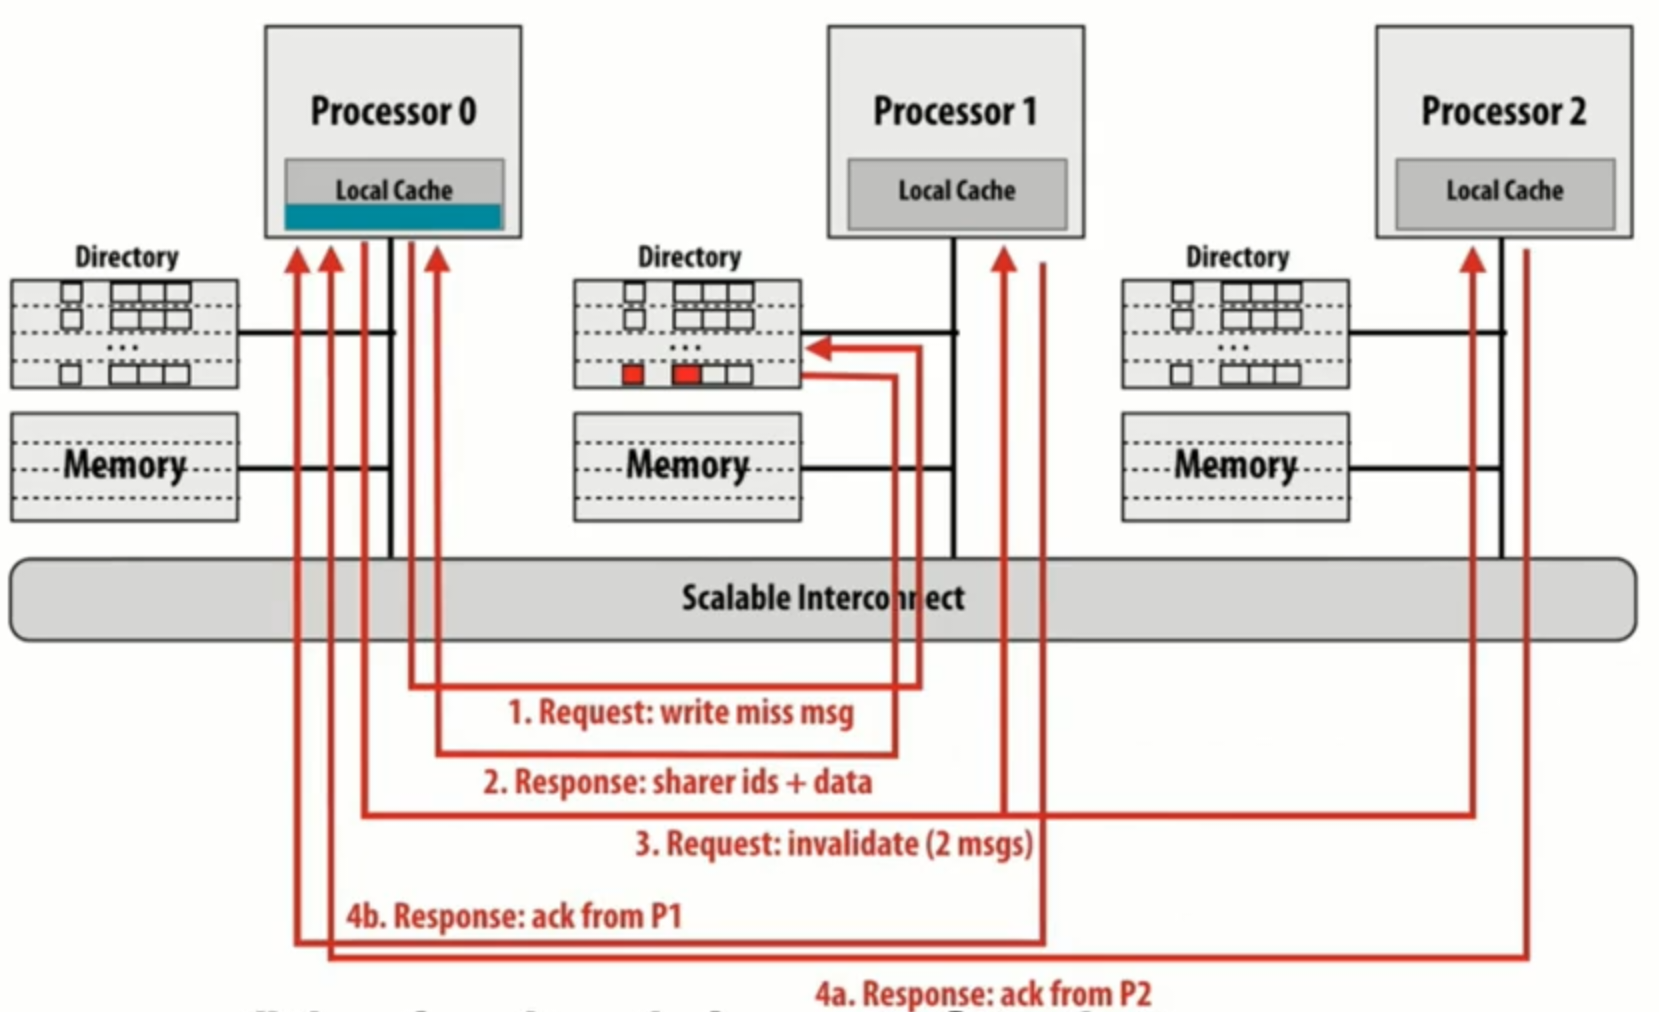 Processor 0
Processor 1
Processor 2
Local Cache
Local Cache
Local Cache
Directory
Directory
Directory
...
...
...
Memory
Memory
Memory
Scalable Interconnect
1. Request: write miss msg
2. Response: sharer ids + data
3. Request: invalidate (2 msgs)
4b. Response: ack from P1
4a. Response: ack from P2